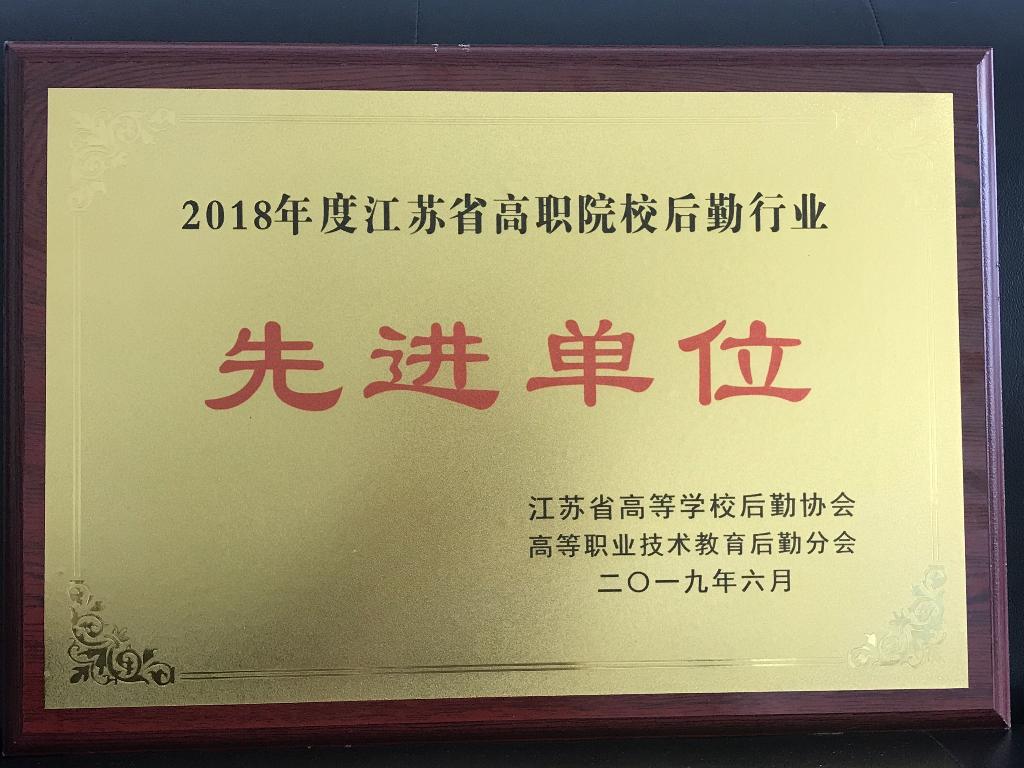 2018年度江苏省高职院校后勤行业
先进单位
江苏省高等学校后勤协会
高等职业技术教育后勤分会
二〇一九年六月